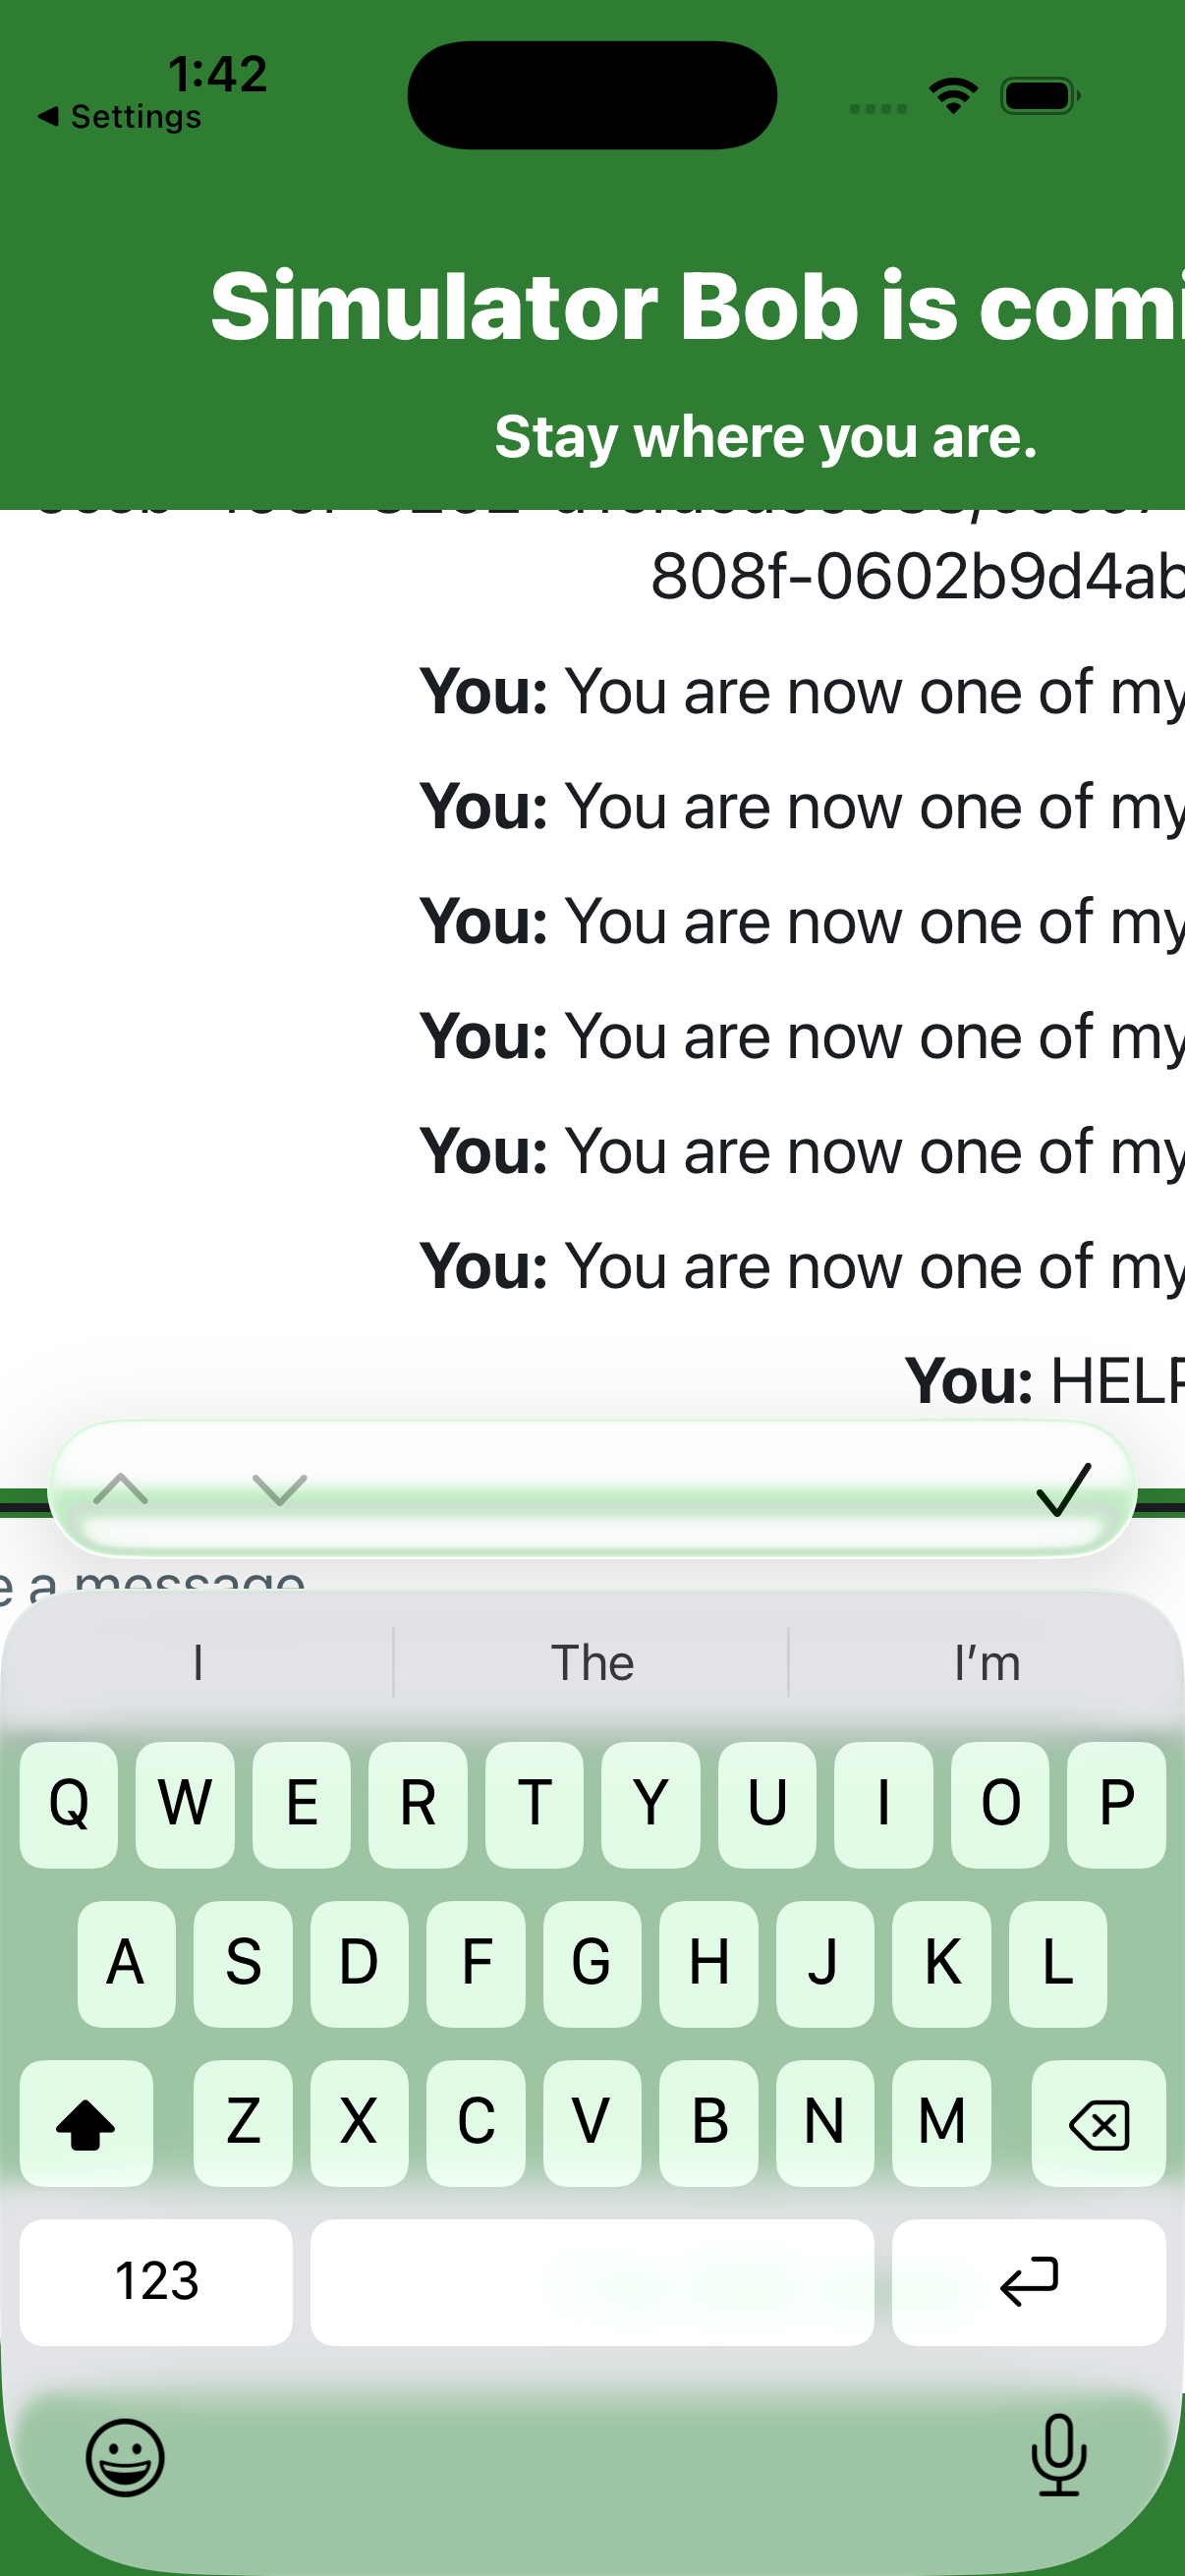 1:42
◀ Settings
Simulator Bob is comi
Stay where you are.
808f-0602b9d4ab
You: You are now one of my
You: You are now one of my
You: You are now one of my
You: You are now one of my
You: You are now one of my
You: You are now one of my
You: HELP
e a message
I The I’m
Q W E R T Y U I O P
A S D F G H J K L
Z X C V B N M
123